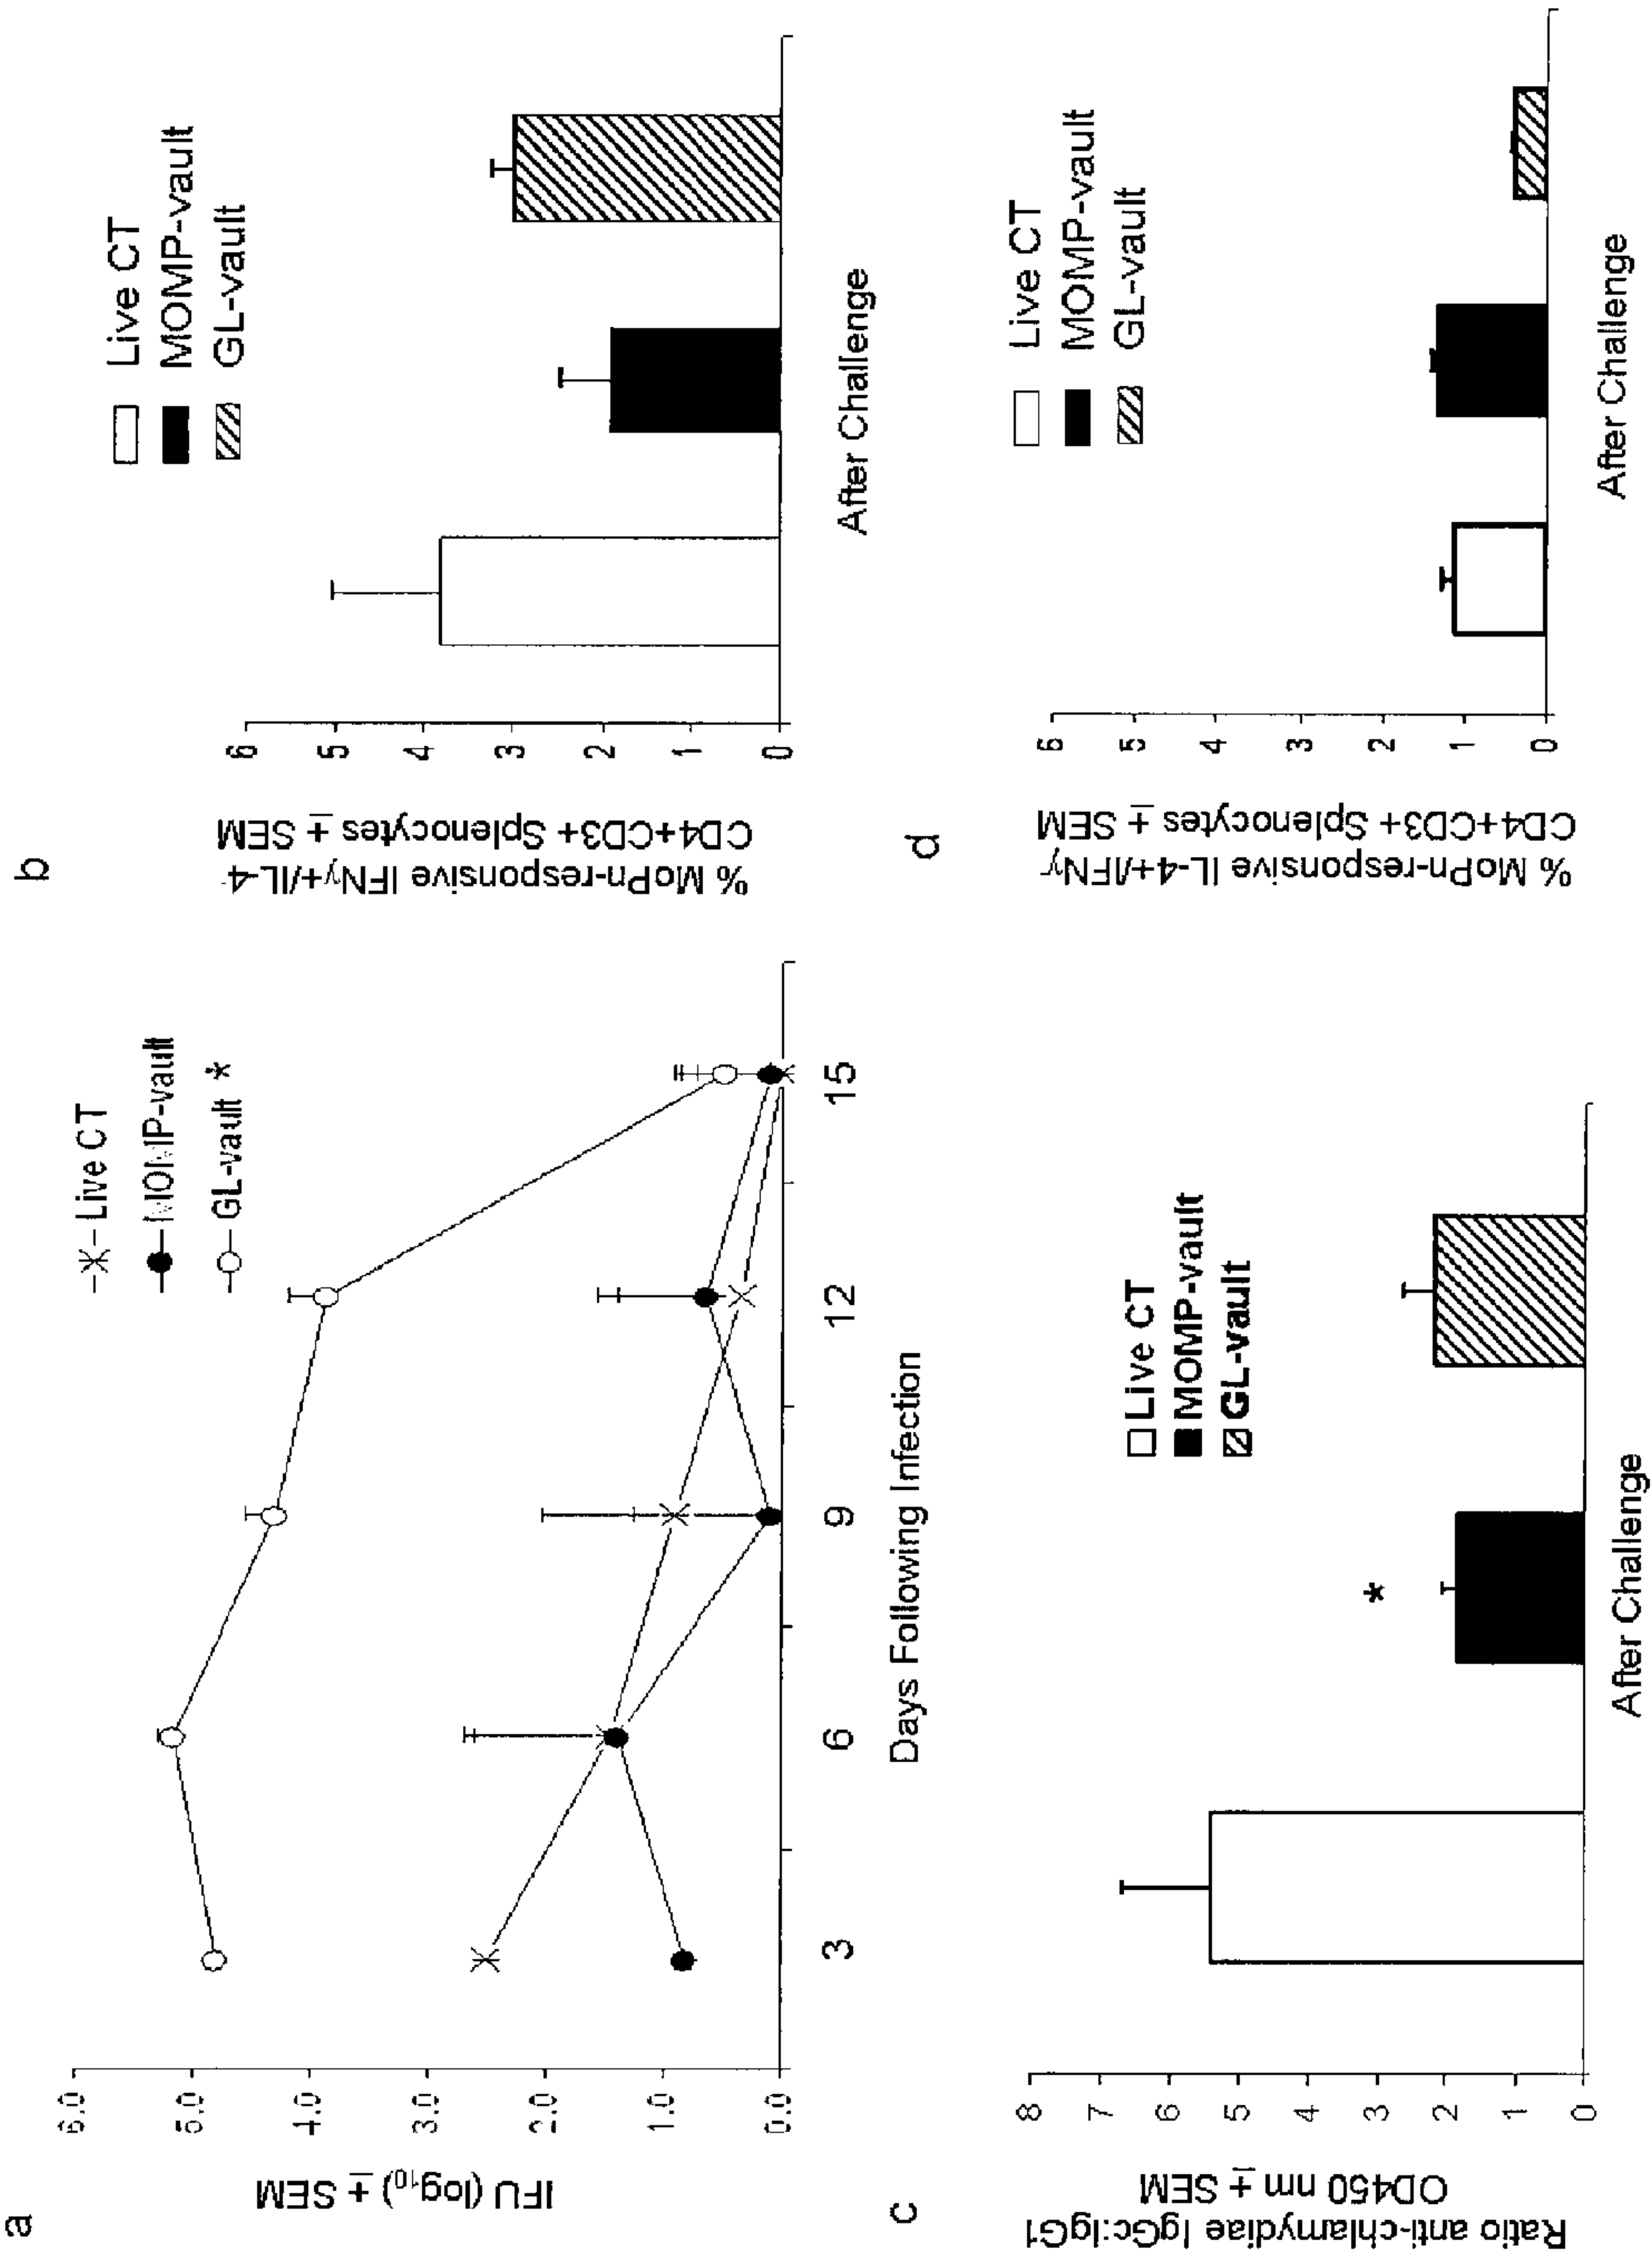 a
IFU (log10) ± SEM
6.0
5.0
4.0
3.0
2.0
1.0
0.0
3
6
9
12
15
Days Following Infection
Live CT
MOMP-vault
GL-vault *
b
% MoPn-responsive IFNγ+/IL-4-
CD4+CD3+ Splenocytes ± SEM
6
5
4
3
2
1
0
Live CT
MOMP-vault
GL-vault
After Challenge
c
Ratio anti-chlamydiae IgGc:IgG1
OD450 nm ± SEM
8
7
6
5
4
3
2
1
0
*
Live CT
MOMP-vault
GL-vault
After Challenge
d
% MoPn-responsive IL-4+/IFNγ-
CD4+CD3+ Splenocytes ± SEM
6
5
4
3
2
1
0
Live CT
MOMP-vault
GL-vault
After Challenge